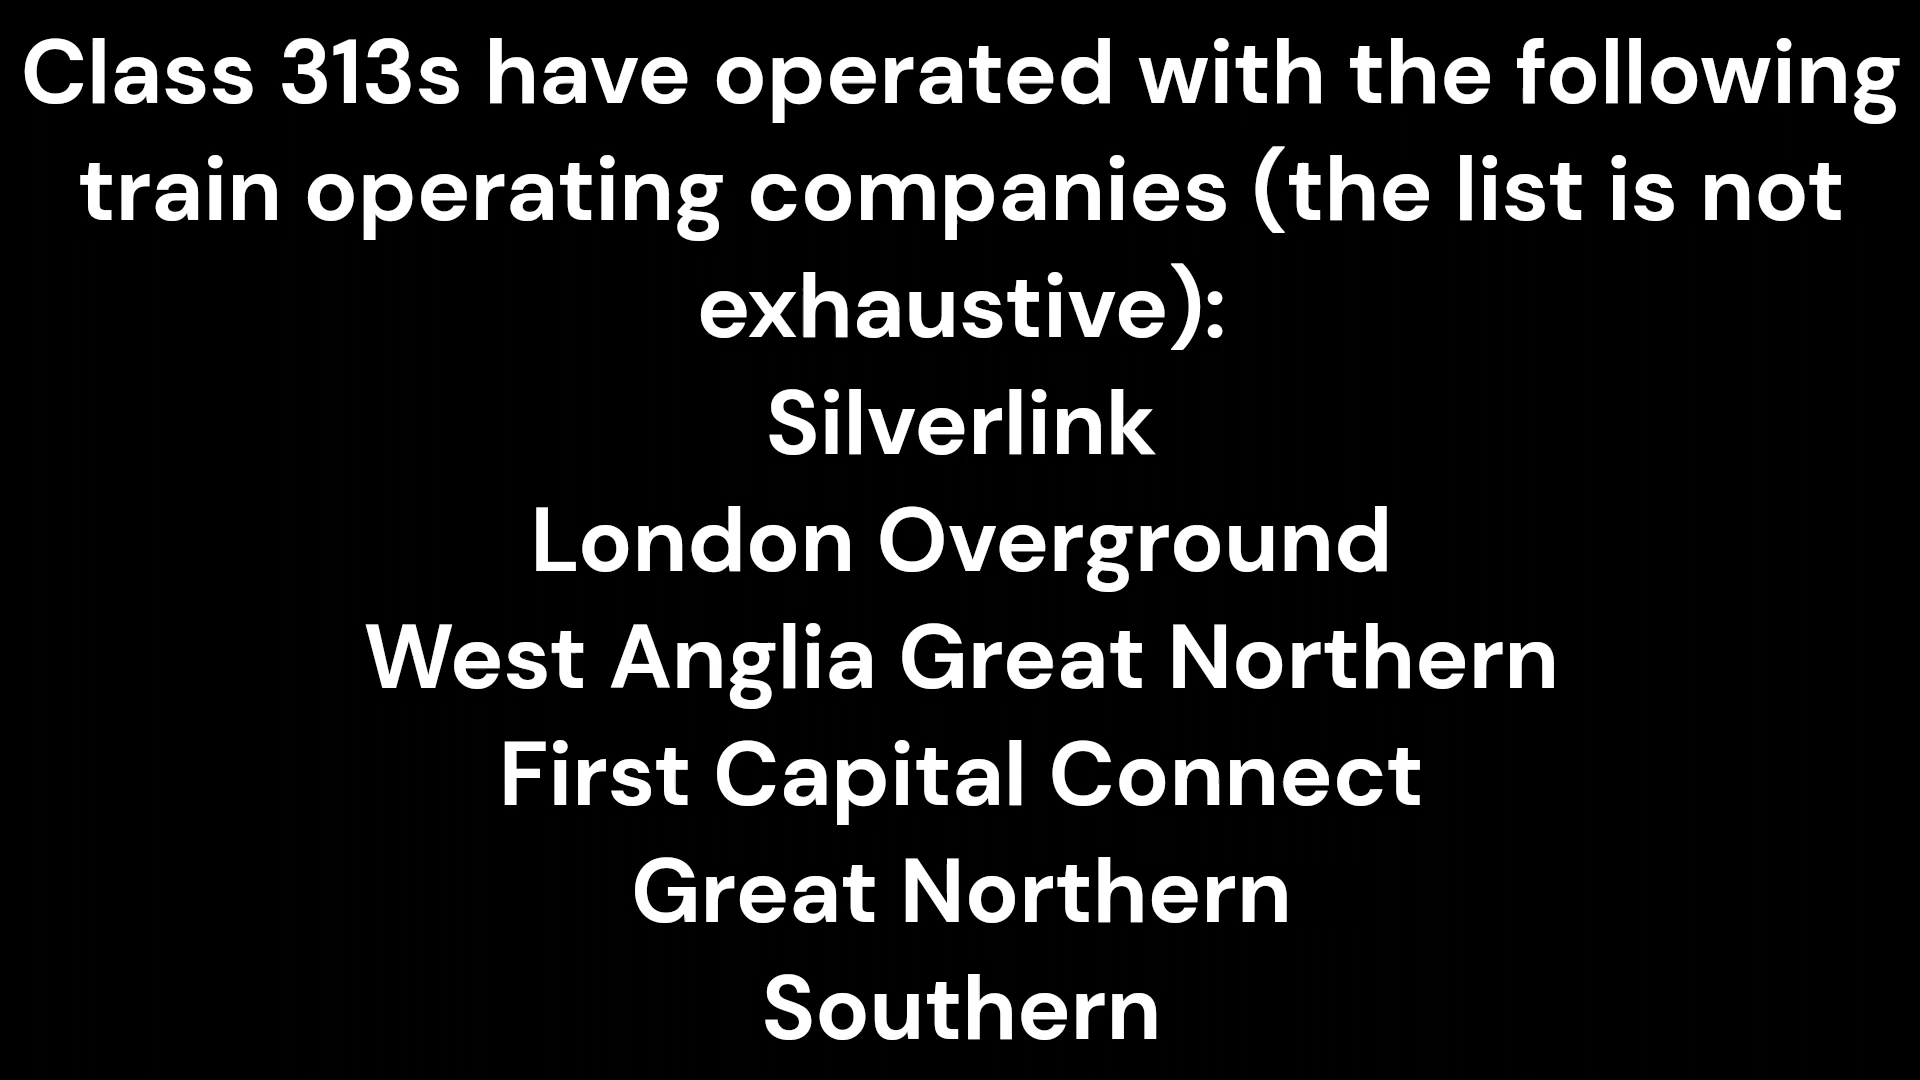 Class 313s have operated with the following
train operating companies (the list is not
exhaustive):
Silverlink
London Overground
West Anglia Great Northern
First Capital Connect
Great Northern
Southern